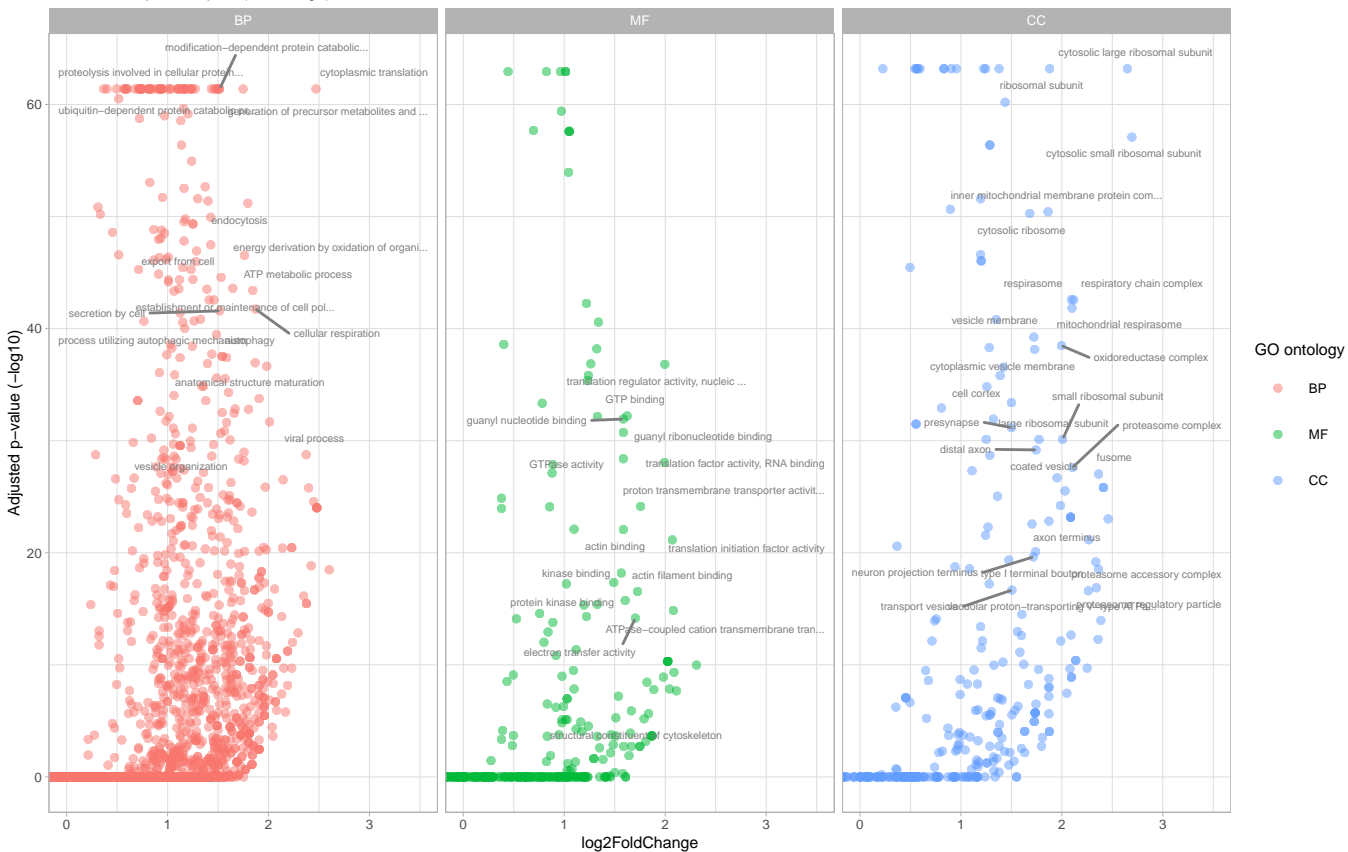 BP
MF
CC
modification−dependent protein catabolic...
proteolysis involved in cellular protein...
cytoplasmic translation
ubiquitin−dependent protein catabolic pr...
generation of precursor metabolites and ...
endocytosis
energy derivation by oxidation of organi...
export from cell
ATP metabolic process
establishment or maintenance of cell pol...
secretion by cell
cellular respiration
process utilizing autophagic mechanism
autophagy
anatomical structure maturation
viral process
vesicle organization
translation regulator activity, nucleic ...
GTP binding
guanyl nucleotide binding
guanyl ribonucleotide binding
GTPase activity
translation factor activity, RNA binding
proton transmembrane transporter activit...
actin binding
translation initiation factor activity
kinase binding
actin filament binding
protein kinase binding
ATPase−coupled cation transmembrane tran...
electron transfer activity
structural constituent of cytoskeleton
cytosolic large ribosomal subunit
ribosomal subunit
cytosolic small ribosomal subunit
inner mitochondrial membrane protein com...
cytosolic ribosome
respirasome
respiratory chain complex
vesicle membrane
mitochondrial respirasome
oxidoreductase complex
cytoplasmic vesicle membrane
cell cortex
small ribosomal subunit
presynapse
large ribosomal subunit
proteasome complex
distal axon
coated vesicle
fusome
axon terminus
neuron projection terminus
type I terminal bouton
proteasome accessory complex
transport vesicle
vacuolar proton−transporting V−type ATPa...
proteasome regulatory particle
60
40
20
0
Adjusted p−value (−log10)
0 1 2 3
0 1 2 3
0 1 2 3
log2FoldChange
GO ontology
BP
MF
CC